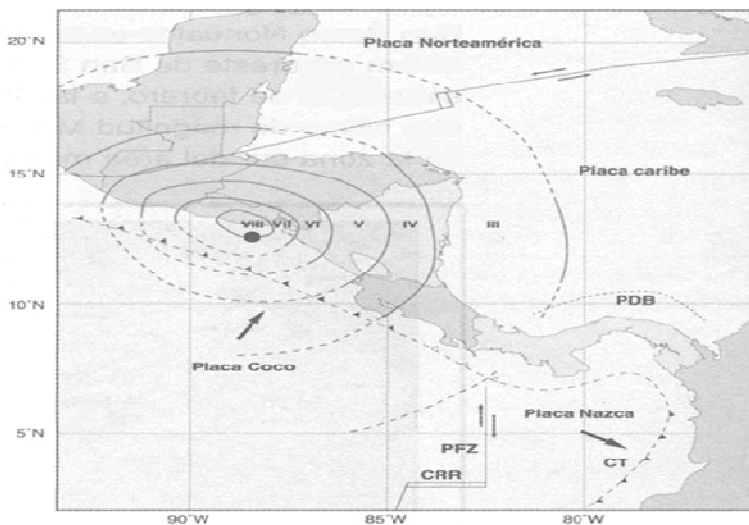 20°N
Placa Norteamérica
15°N
Placa caribe
VIII VII VI V IV III
10°N
PDB
Placa Coco
Placa Nazca
5°N
PFZ
CT
CRR
90°W 85°W 80°W